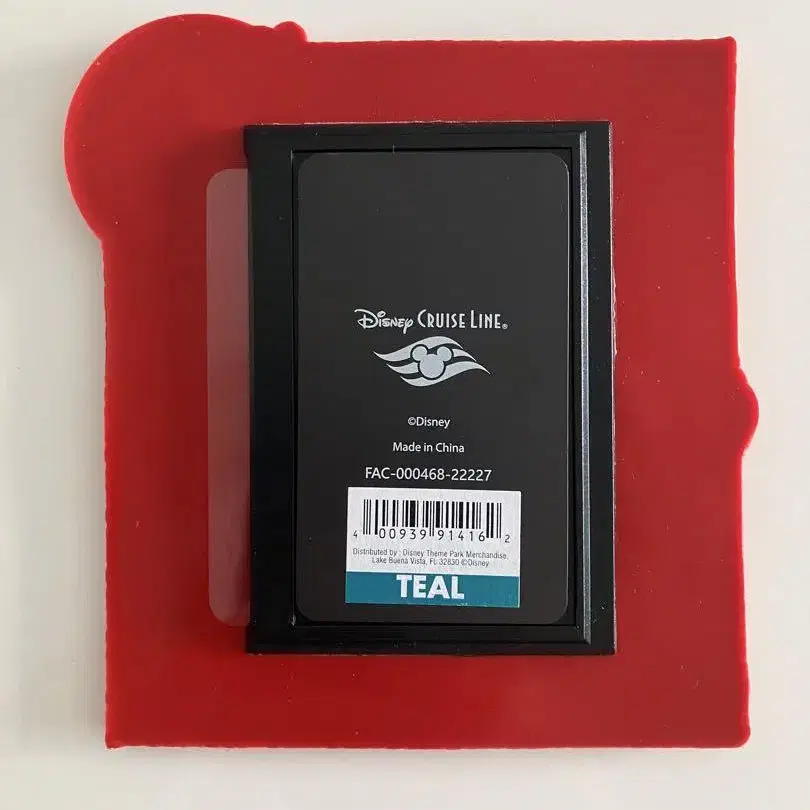 Disney CRUISE LINE®
©Disney
Made in China
FAC-000468-22227
4 00939 91416 2
Distributed by : Disney Theme Park Merchandise,
Lake Buena Vista, FL 32830 ©Disney
TEAL